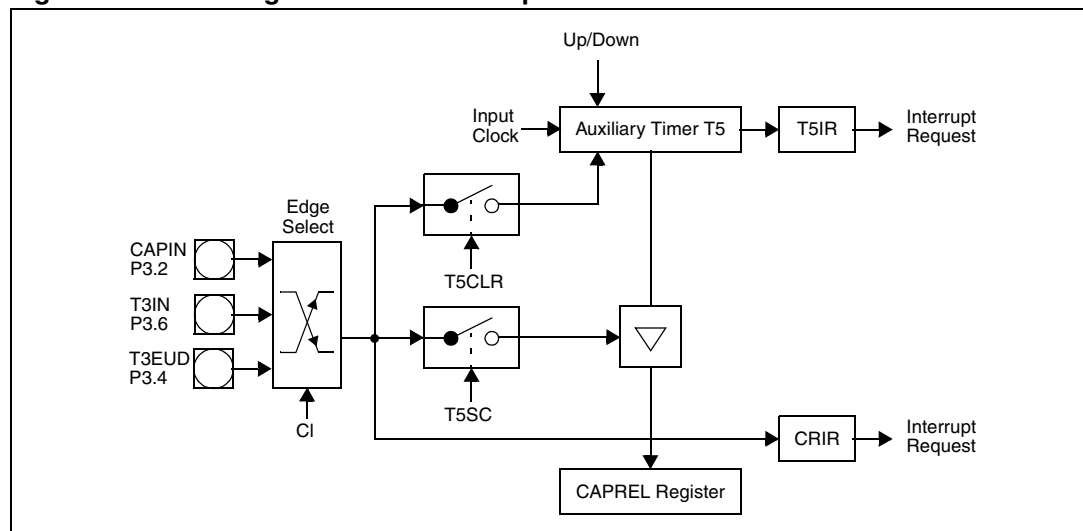 Up/Down
Input
Clock
Auxiliary Timer T5
T5IR
Interrupt
Request
Edge
Select
CAPIN
P3.2
T5CLR
T3IN
P3.6
T3EUD
P3.4
T5SC
CI
CRIR
Interrupt
Request
CAPREL Register